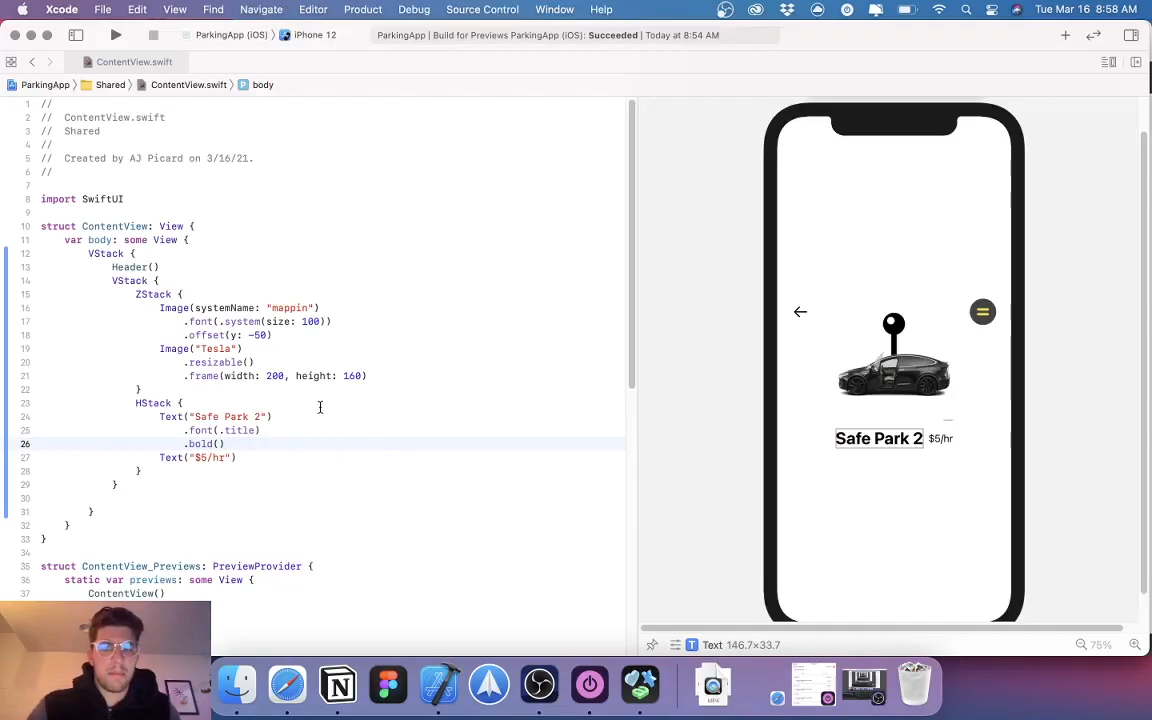 Xcode File Edit View Find Navigate Editor Product Debug Source Control Window Help Tue Mar 16 8:58 AM
ParkingApp (iOS) 〉 iPhone 12 ParkingApp | Build for Previews ParkingApp (iOS): Succeeded | Today at 8:54 AM
ContentView.swift
ParkingApp 〉 Shared 〉 ContentView.swift 〉 P body
1 //
2 // ContentView.swift
3 // Shared
4 //
5 // Created by AJ Picard on 3/16/21.
6 //
7
8 import SwiftUI
9
10 struct ContentView: View {
11 var body: some View {
12 VStack {
13 Header()
14 VStack {
15 ZStack {
16 Image(systemName: "mappin")
17 .font(.system(size: 100))
18 .offset(y: -50)
19 Image("Tesla")
20 .resizable()
21 .frame(width: 200, height: 160)
22 }
23 HStack {
24 Text("Safe Park 2")
25 .font(.title)
26 .bold()
27 Text("$5/hr")
28 }
29 }
30
31 }
32 }
33 }
34
35 struct ContentView_Previews: PreviewProvider {
36 static var previews: some View {
37 ContentView()
Safe Park 2 $5/hr
T Text 146.7×33.7
75%
MP4